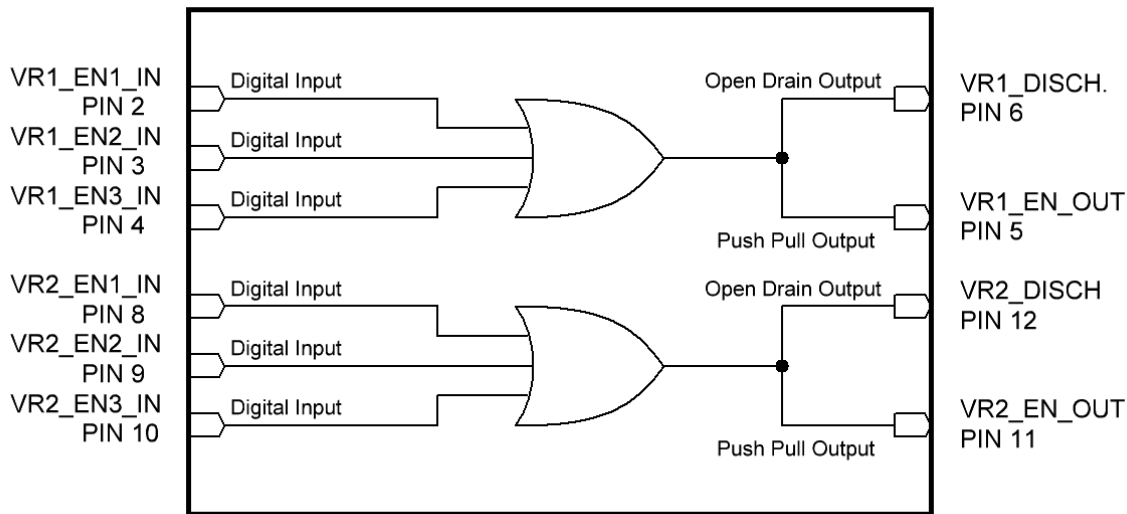 VR1_EN1_IN
PIN 2
Digital Input
VR1_EN2_IN
PIN 3
Digital Input
VR1_EN3_IN
PIN 4
Digital Input
Open Drain Output
VR1_DISCH.
PIN 6
VR1_EN_OUT
PIN 5
Push Pull Output
VR2_EN1_IN
PIN 8
Digital Input
VR2_EN2_IN
PIN 9
Digital Input
VR2_EN3_IN
PIN 10
Digital Input
Open Drain Output
VR2_DISCH
PIN 12
VR2_EN_OUT
PIN 11
Push Pull Output